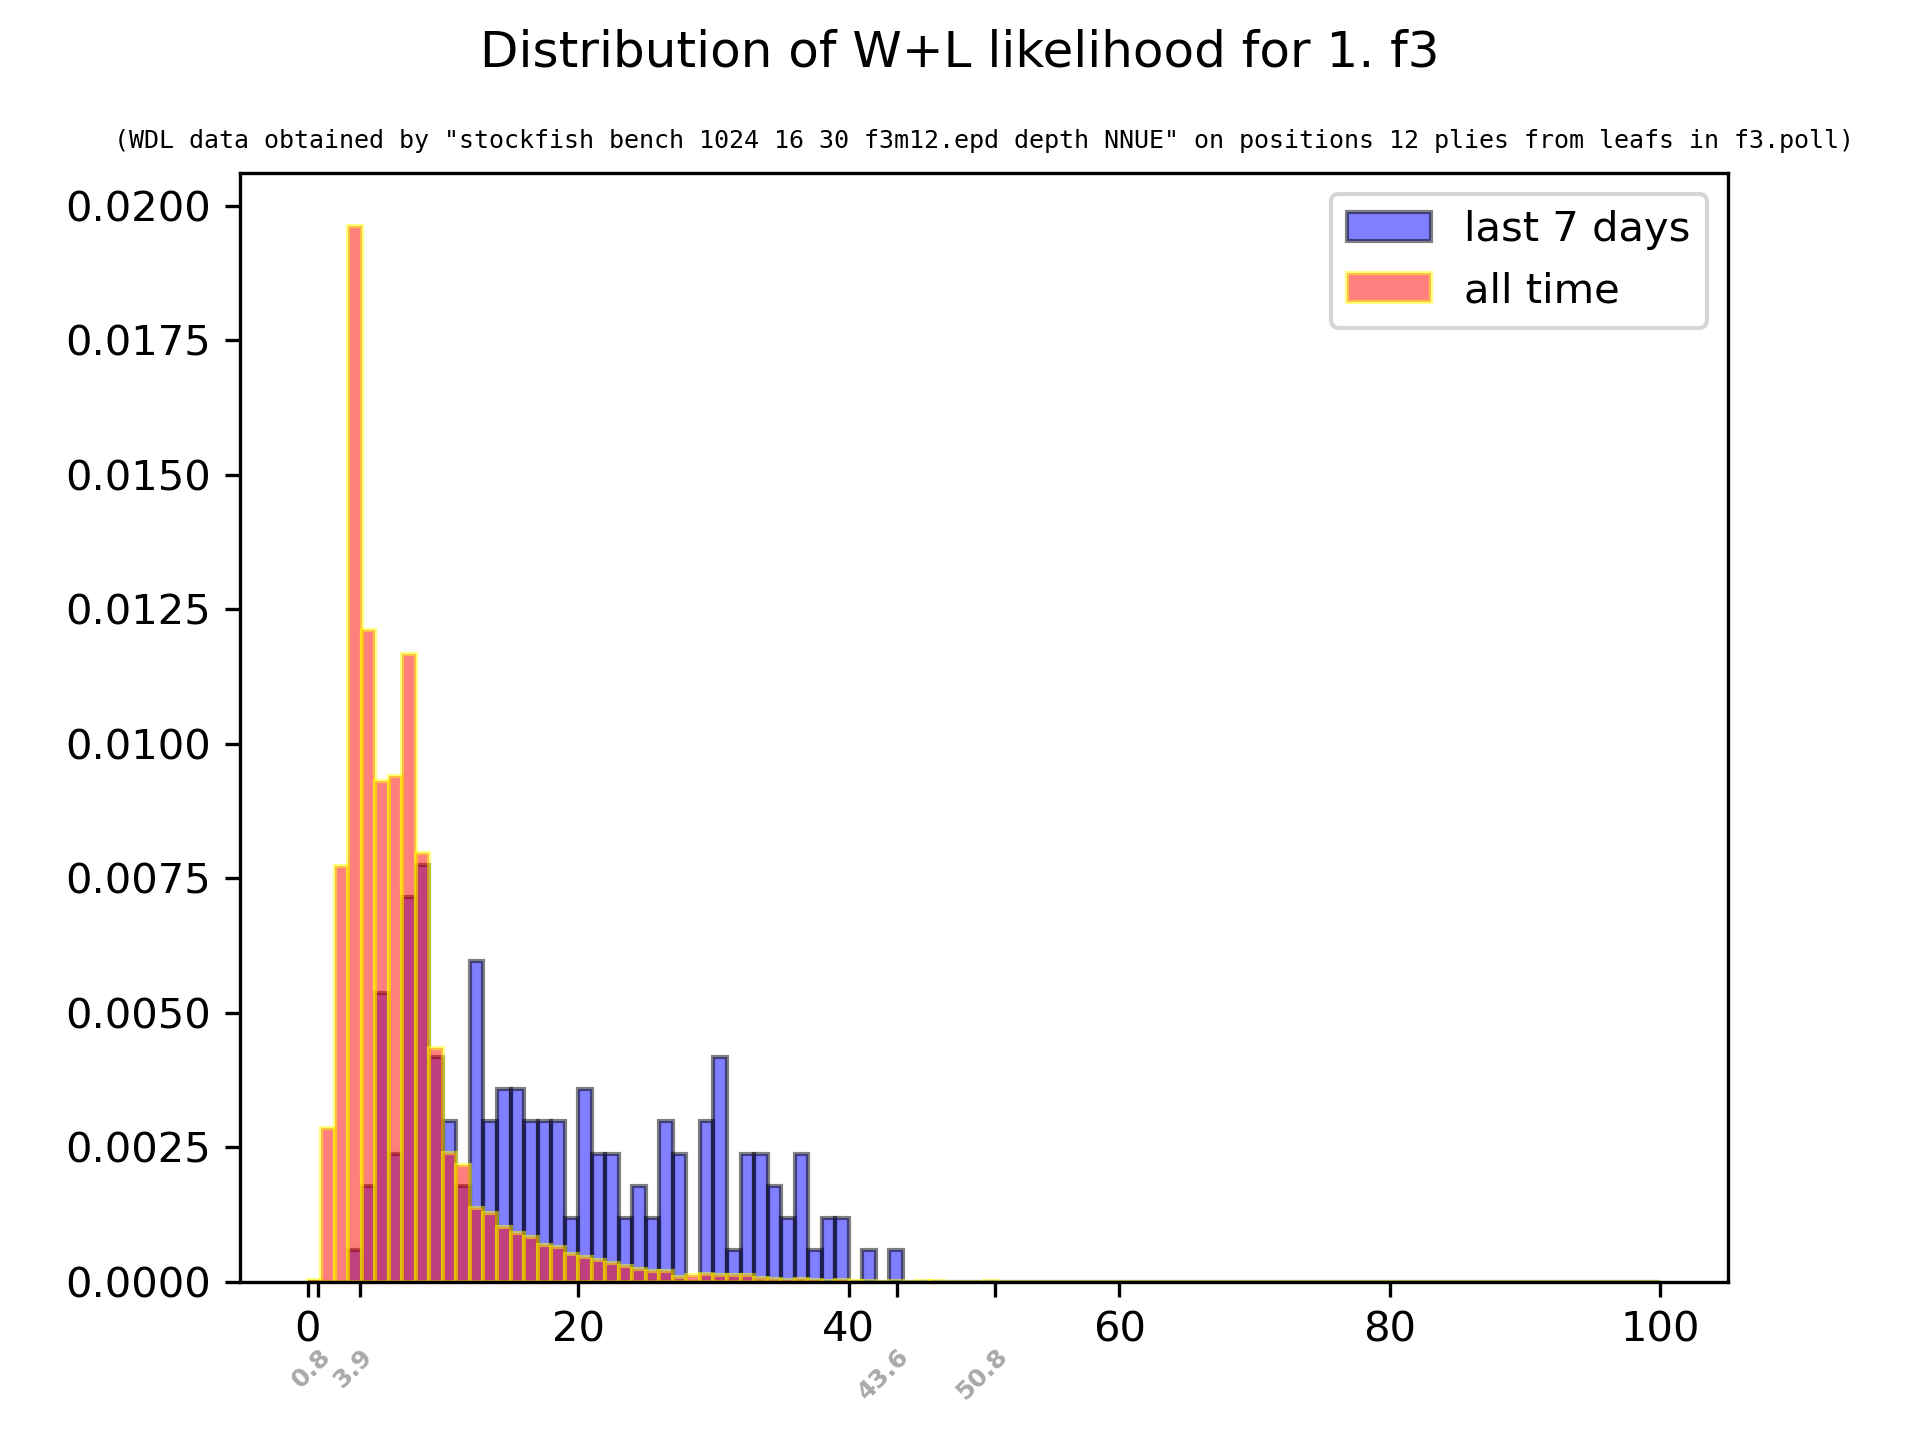 Distribution of W+L likelihood for 1. f3
(WDL data obtained by "stockfish bench 1024 16 30 f3m12.epd depth NNUE" on positions 12 plies from leafs in f3.poll)
last 7 days
all time
0.0200
0.0175
0.0150
0.0125
0.0100
0.0075
0.0050
0.0025
0.0000
0 20 40 60 80 100
0.8 3.9 43.6 50.8